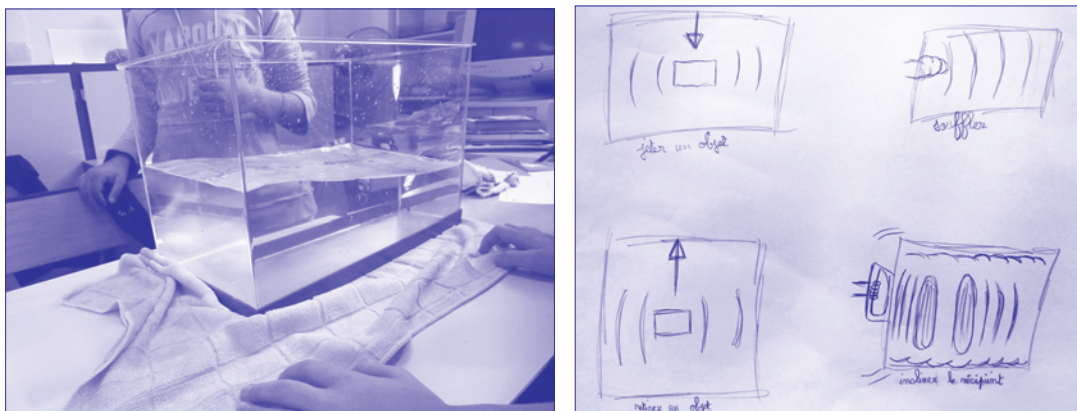 jeter un objet
souffler
retirer un objet
incliner le récipient